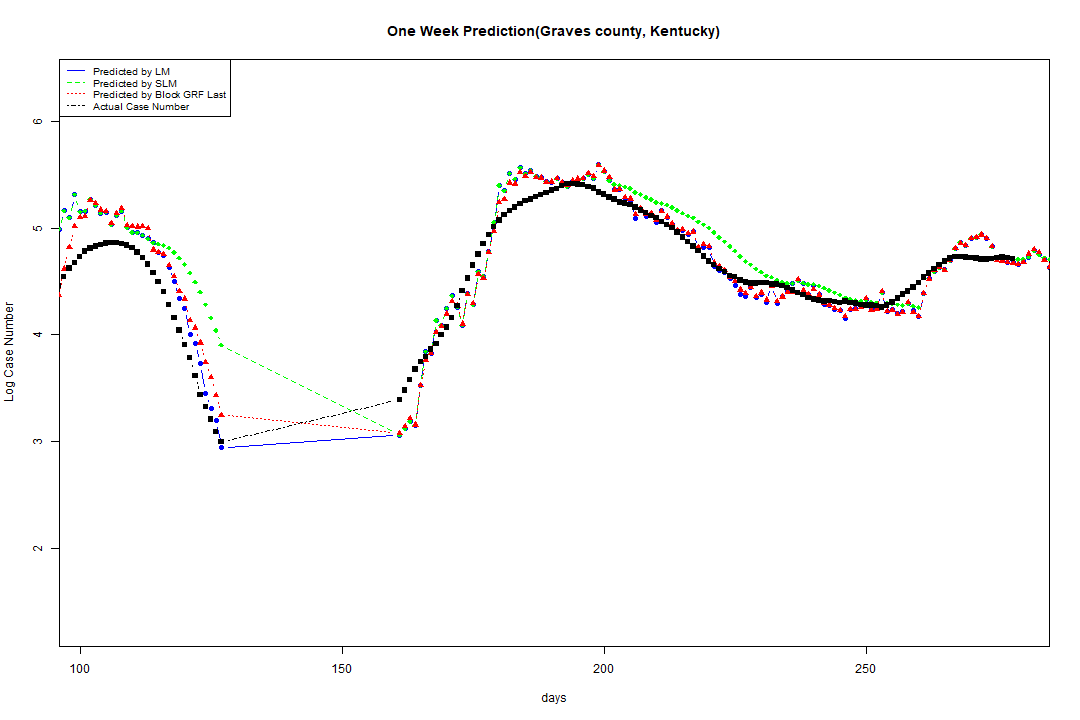 One Week Prediction(Graves county, Kentucky)
Predicted by LM
Predicted by SLM
Predicted by Block GRF Last
Actual Case Number
6
5
4
3
2
Log Case Number
100 150 200 250
days